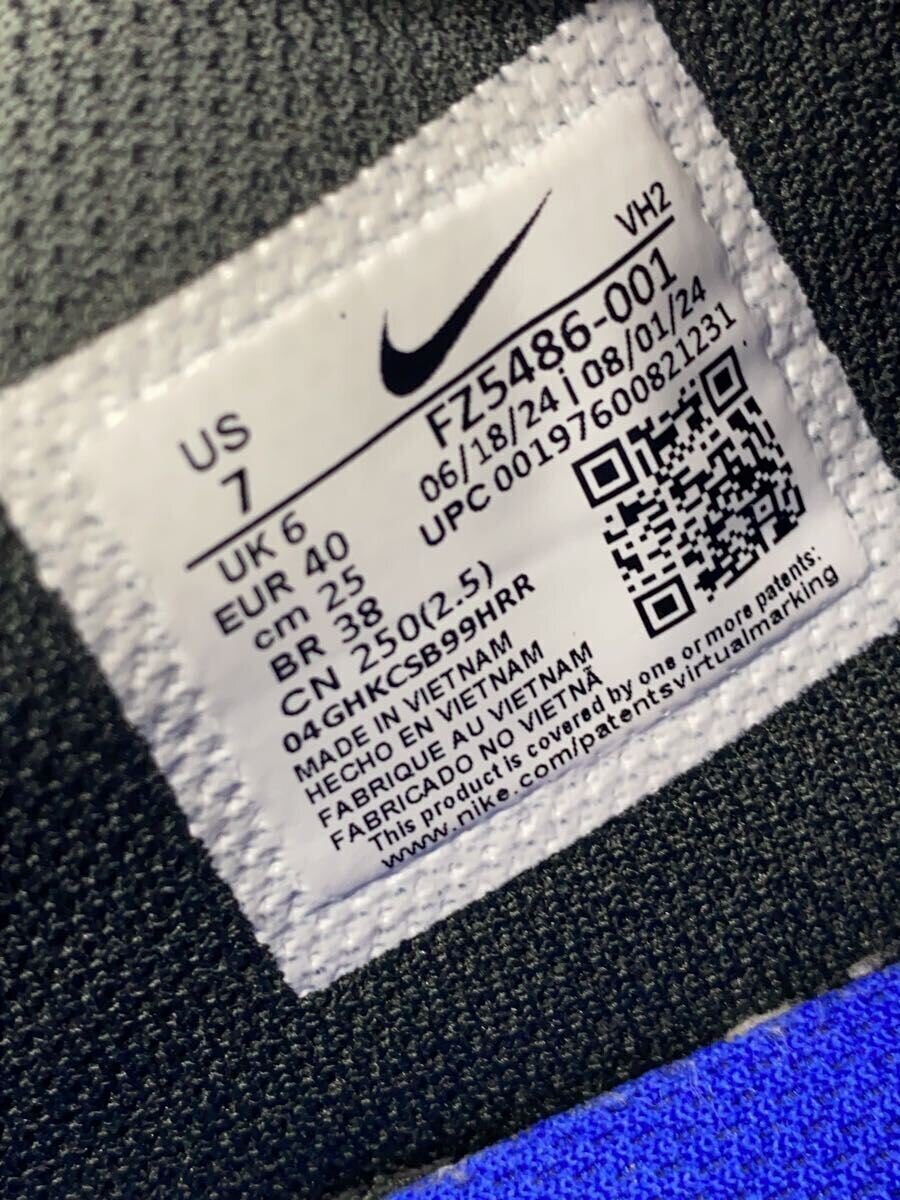 VH2
US
7
FZ5486-001
06/18/24 | 08/01/24
UPC 00197600821231
UK 6
EUR 40
cm 25
BR 38
CN 250(2.5)
04GHKCSB99HRR
MADE IN VIETNAM
HECHO EN VIETNAM
FABRIQUE AU VIETNAM
FABRICADO NO VIETNÃ
This product is covered by one or more patents:
www.nike.com/patentsvirtualmarking